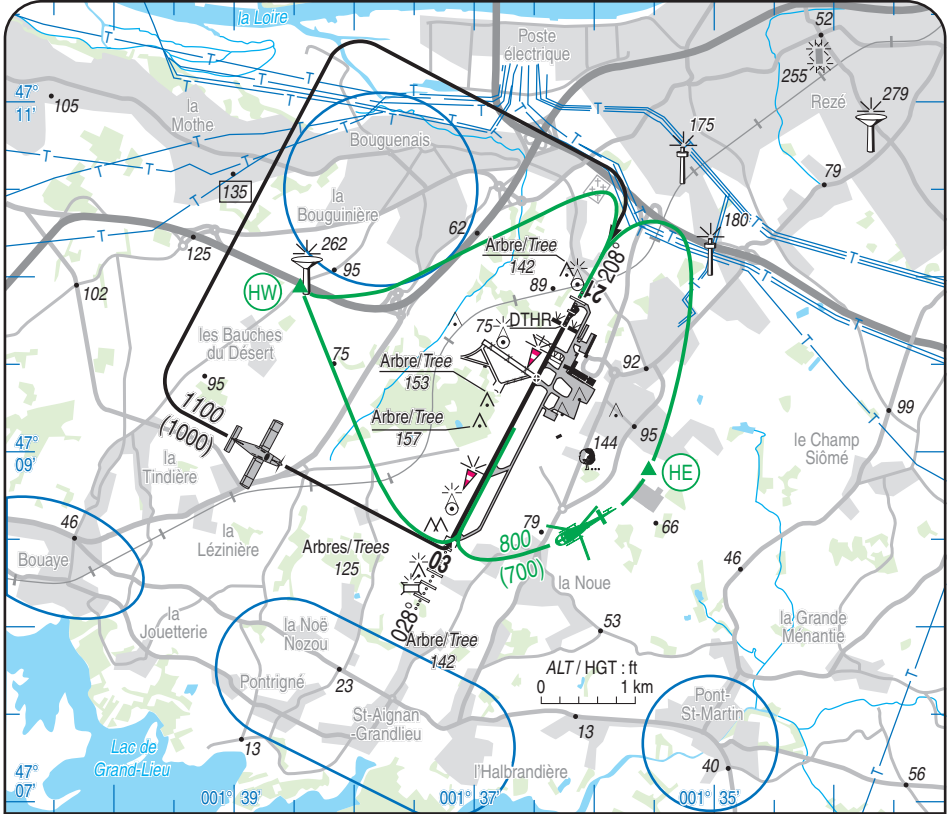 la Loire
Poste
électrique
52
255
Rezé
279
47°
11'
105
la
Mothe
Bouguenais
175
135
la
Bouguinière
79
62
180
125
262
95
Arbre/Tree
142
208°
HW
102
89
21
les Bauches
du Désert
75
DTHR
75
Arbre/Tree
153
92
95
1100
(1000)
Arbre/Tree
157
99
47°
09'
la
Tindière
144
95
le Champ
Siômé
HE
46
Bouaye
la
Lézinière
Arbres/Trees
125
03
79
800
(700)
66
la Noue
46
la
Jouetterie
la Noë
Nozou
028°
Arbre/Tree
142
53
la Grande
Ménantie
ALT / HGT : ft
0
1 km
Pontrigné
23
St-Aignan
-Grandlieu
Pont-
St-Martin
13
13
Lac de
Grand-Lieu
l'Halbrandière
40
56
47°
07'
001° 39'
001° 37'
001° 35'
T T T T T T T T T T T T T T T T T T